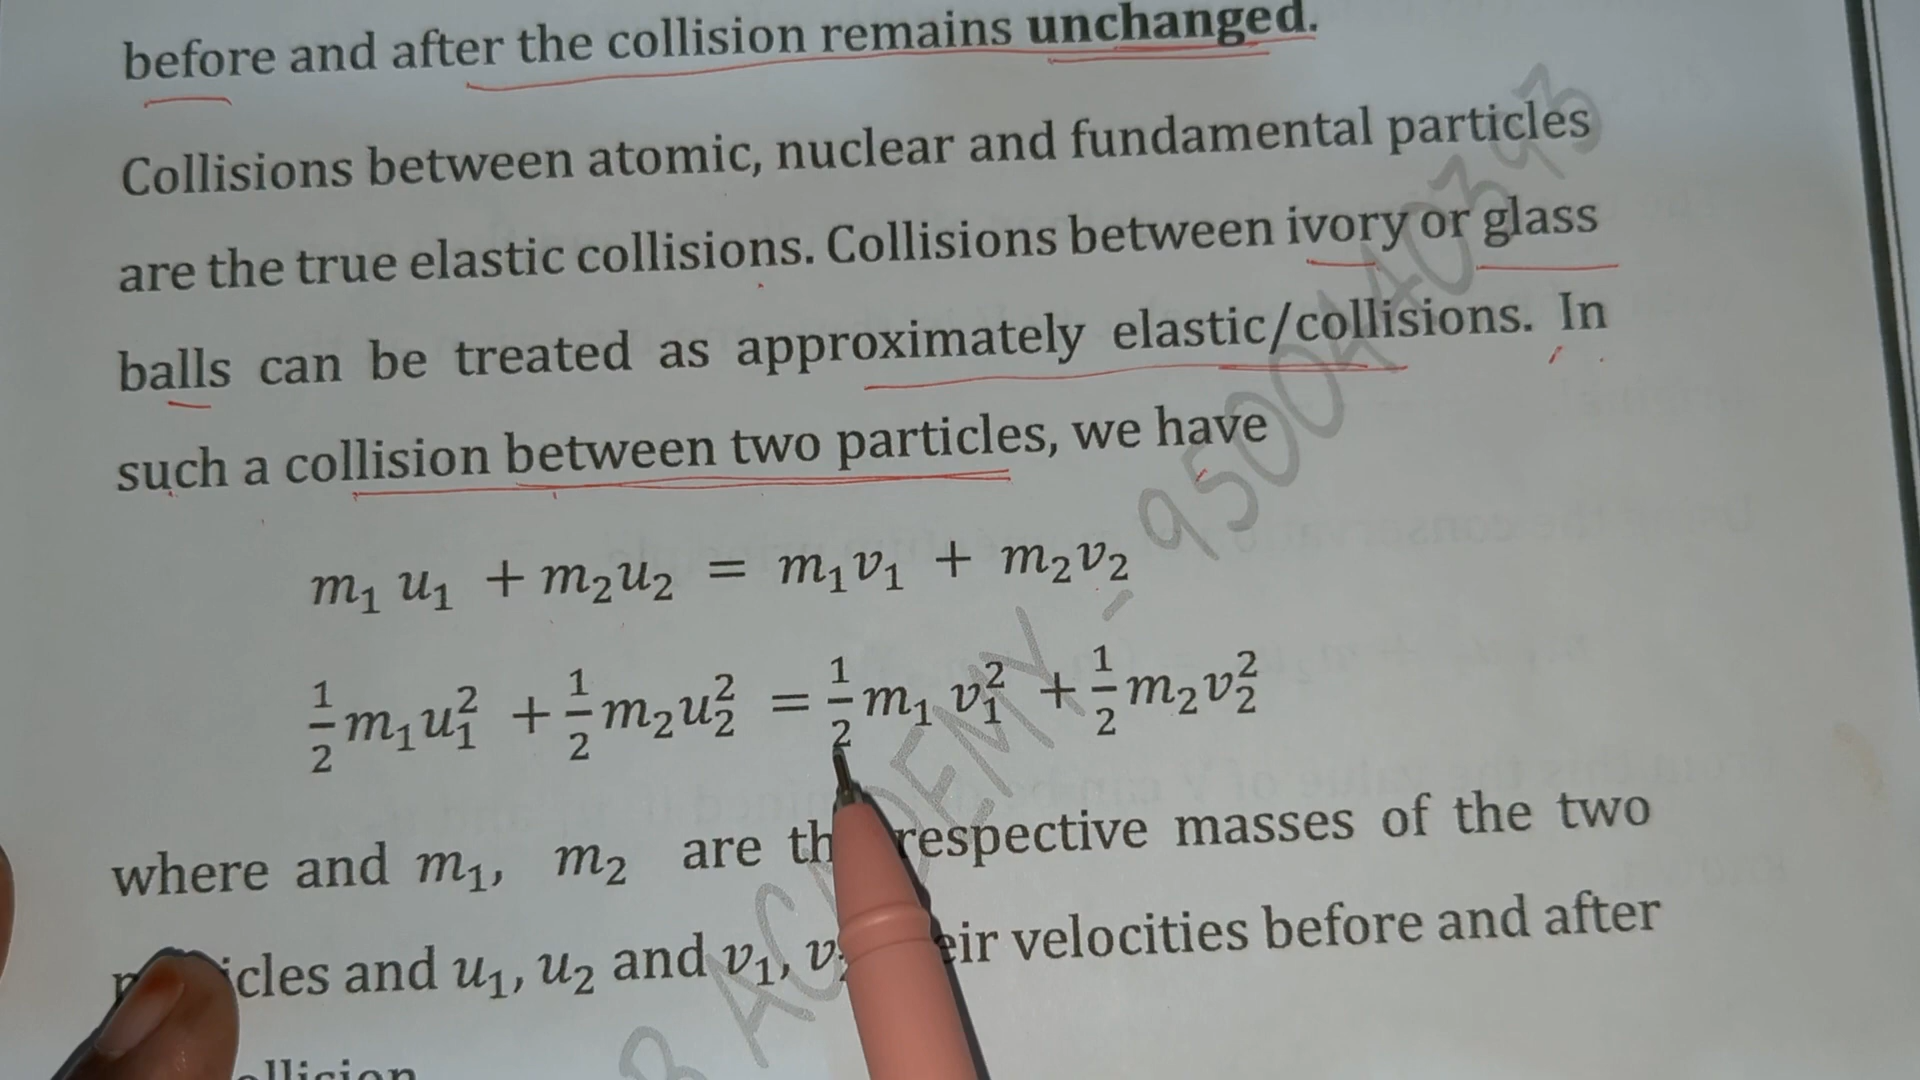 before and after the collision remains unchanged.
Collisions between atomic, nuclear and fundamental particles
are the true elastic collisions. Collisions between ivory or glass
balls can be treated as approximately elastic/collisions. In
such a collision between two particles, we have
m₁ u₁ + m₂u₂ = m₁v₁ + m₂v₂
½m₁u₁² + ½m₂u₂² = ½m₁ v₁² + ½m₂v₂²
where and m₁, m₂ are respective masses of the two
and u₁, u₂ and v₁, velocities before and after
ACADEMY - 9500440393